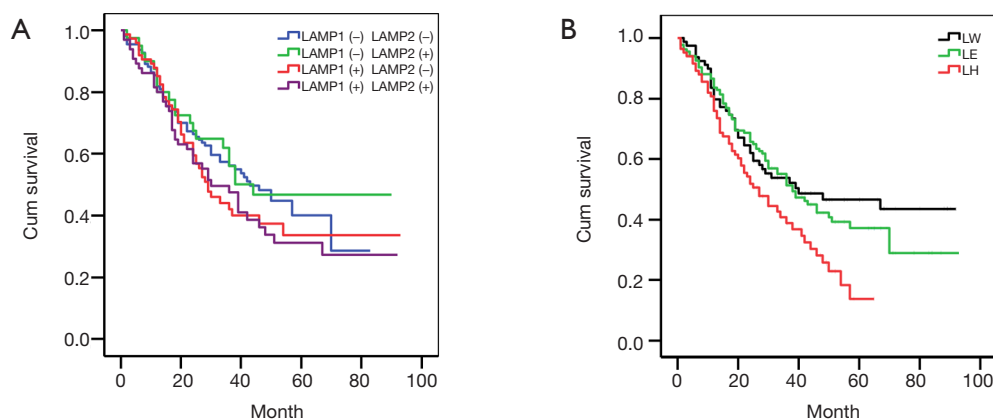 A
Cum survival
1.0
0.8
0.6
0.4
0.2
0.0
LAMP1 (–) LAMP2 (–)
LAMP1 (–) LAMP2 (+)
LAMP1 (+) LAMP2 (–)
LAMP1 (+) LAMP2 (+)
0 20 40 60 80 100
Month
B
Cum survival
1.0
0.8
0.6
0.4
0.2
0.0
LW
LE
LH
0 20 40 60 80 100
Month